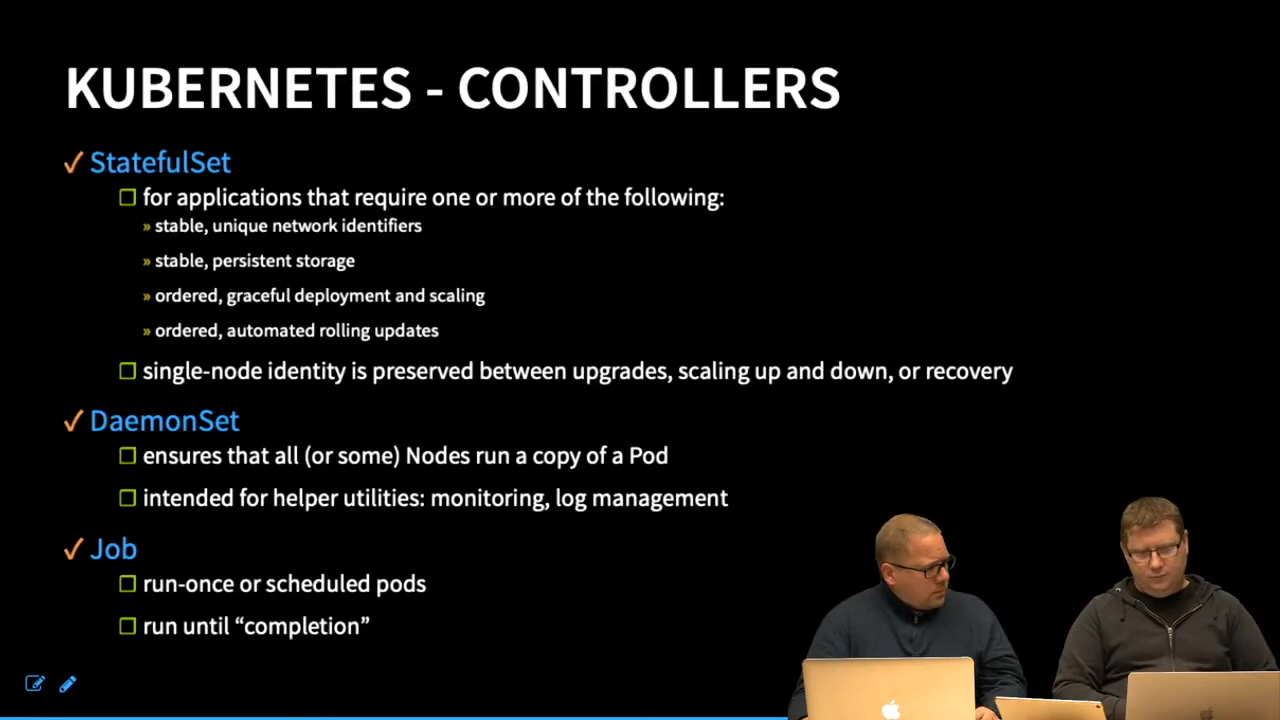 KUBERNETES - CONTROLLERS
✓ StatefulSet
❒ for applications that require one or more of the following:
» stable, unique network identifiers
» stable, persistent storage
» ordered, graceful deployment and scaling
» ordered, automated rolling updates
❒ single-node identity is preserved between upgrades, scaling up and down, or recovery
✓ DaemonSet
❒ ensures that all (or some) Nodes run a copy of a Pod
❒ intended for helper utilities: monitoring, log management
✓ Job
❒ run-once or scheduled pods
❒ run until “completion”